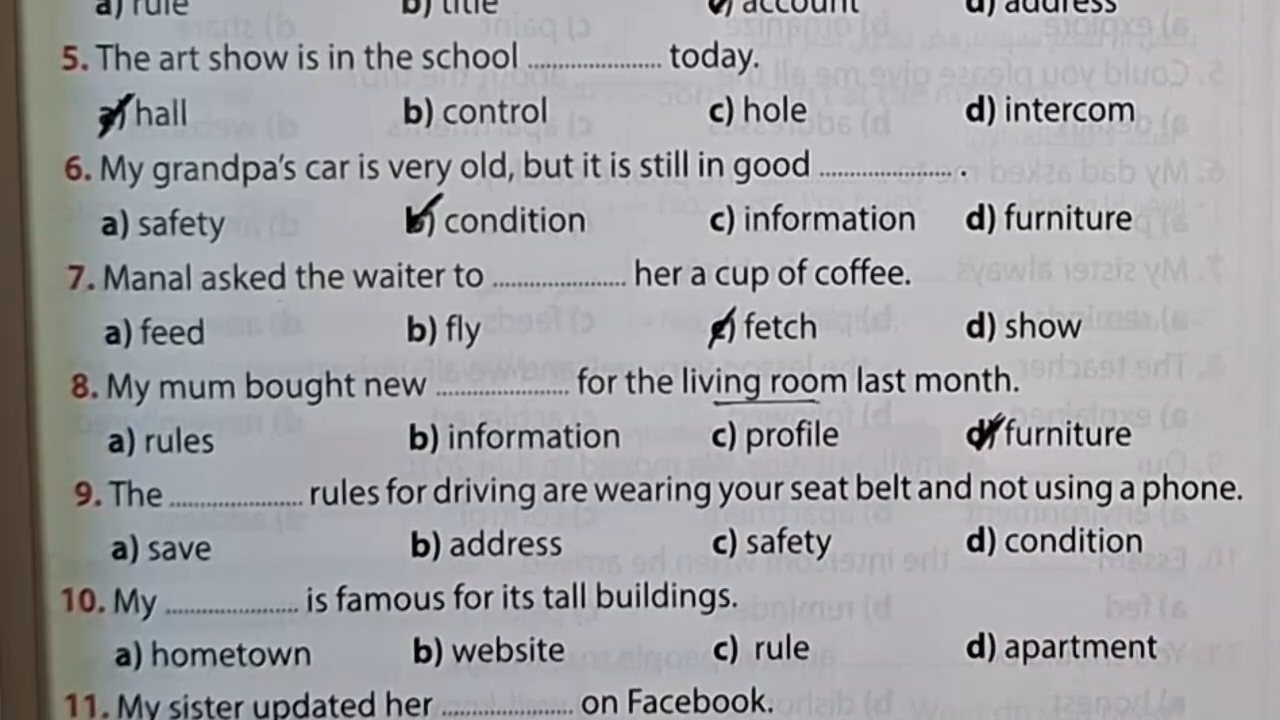 a) rule b) title c) account d) address
5. The art show is in the school .................... today.
a) hall b) control c) hole d) intercom
6. My grandpa's car is very old, but it is still in good .................... .
a) safety b) condition c) information d) furniture
7. Manal asked the waiter to .................... her a cup of coffee.
a) feed b) fly c) fetch d) show
8. My mum bought new .................... for the living room last month.
a) rules b) information c) profile d) furniture
9. The .................... rules for driving are wearing your seat belt and not using a phone.
a) save b) address c) safety d) condition
10. My .................... is famous for its tall buildings.
a) hometown b) website c) rule d) apartment
11. My sister updated her .................... on Facebook.